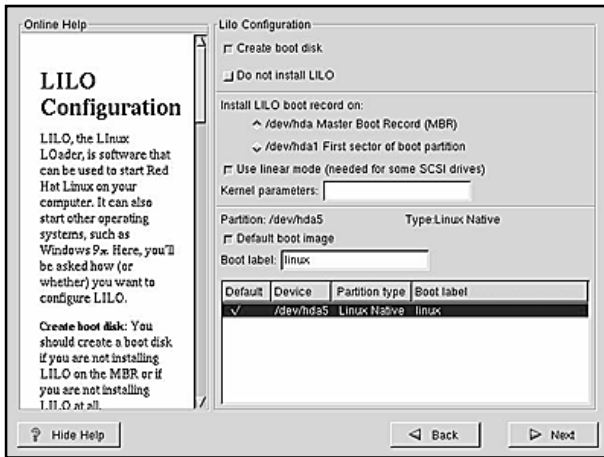 Online Help
LILO
Configuration
LILO, the LInux
LOader, is software that
can be used to start Red
Hat Linux on your
computer. It can also
start other operating
systems, such as
Windows 9x. Here, you'll
be asked how (or
whether) you want to
configure LILO.
Create boot disk: You
should create a boot disk
if you are not installing
LILO on the MBR or if
you are not installing
LILO at all.
Lilo Configuration
Create boot disk
Do not install LILO
Install LILO boot record on:
/dev/hda Master Boot Record (MBR)
/dev/hda1 First sector of boot partition
Use linear mode (needed for some SCSI drives)
Kernel parameters:
Partition: /dev/hda5 Type:Linux Native
Default boot image
Boot label: linux
Default Device Partition type Boot label
√ /dev/hda5 Linux Native linux
? Hide Help
Back
Next